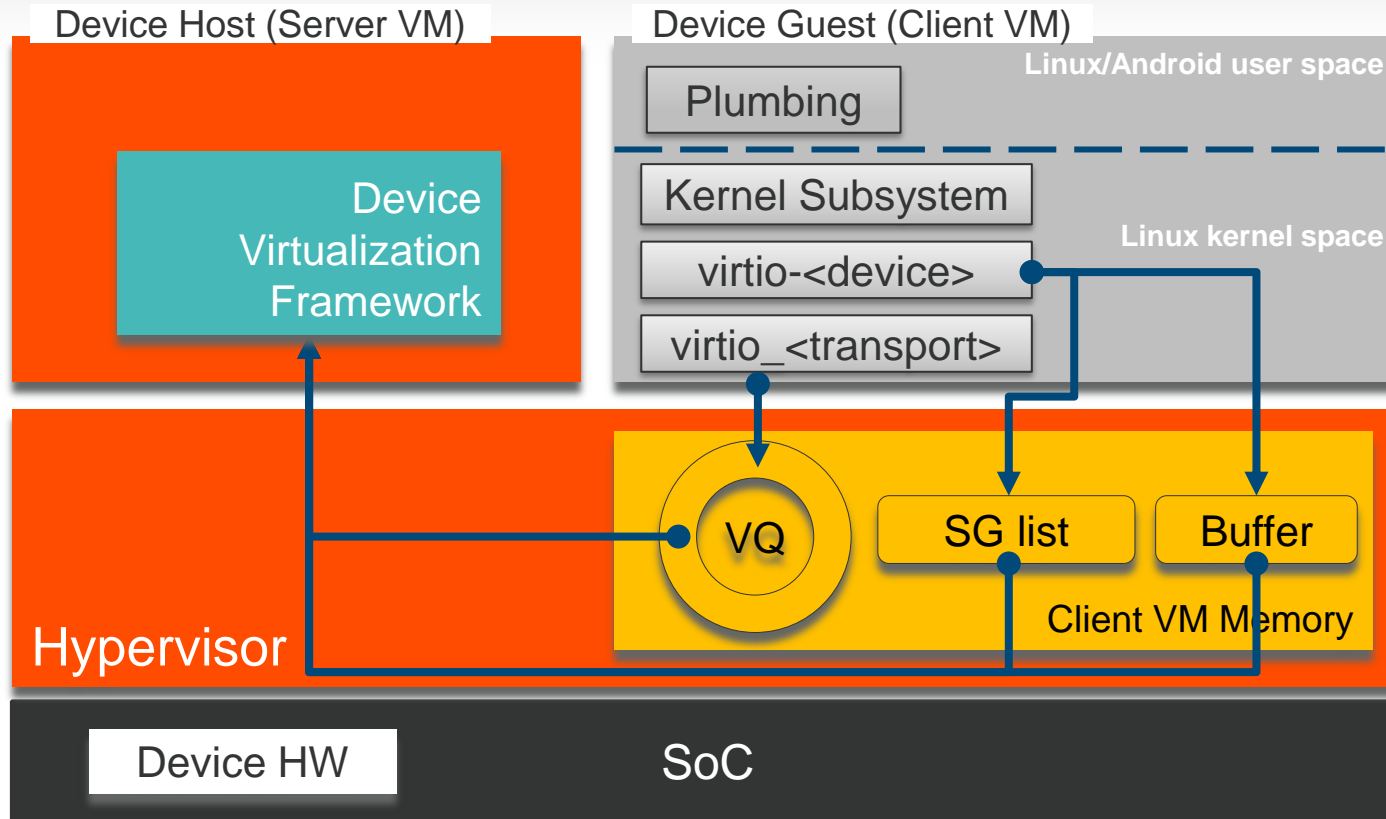 Device Host (Server VM)
Device Guest (Client VM)
Linux/Android user space
Plumbing
Device
Virtualization
Framework
Kernel Subsystem
Linux kernel space
virtio-<device>
virtio_<transport>
VQ
SG list
Buffer
Client VM Memory
Hypervisor
Device HW
SoC